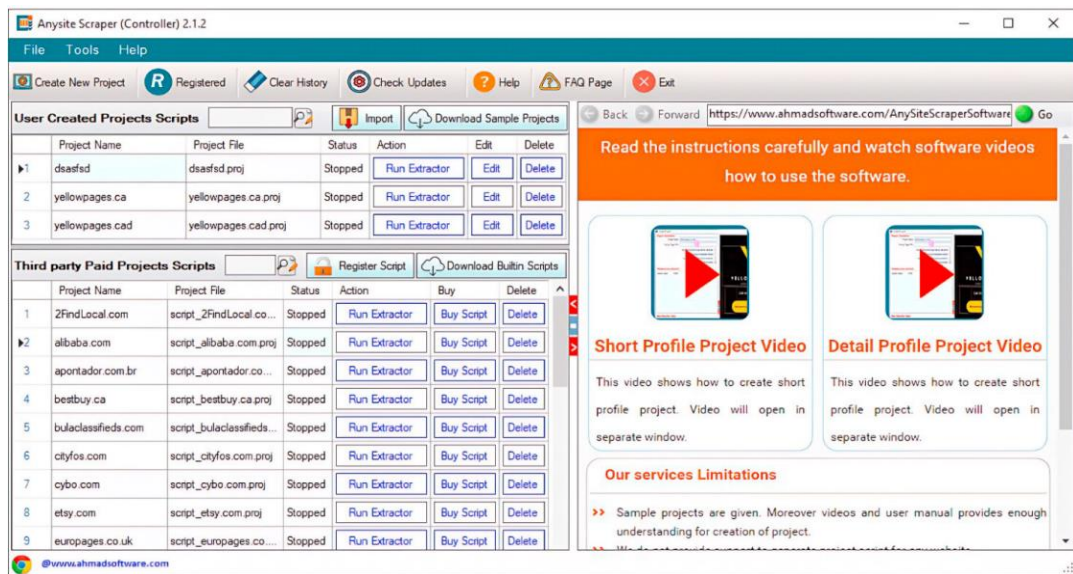 Anysite Scraper (Controller) 2.1.2
File Tools Help
Create New Project R Registered Clear History Check Updates ? Help FAQ Page Exit
User Created Projects Scripts Import Download Sample Projects
Project Name Project File Status Action Edit Delete
1 dsasfsd dsasfsd.proj Stopped Run Extractor Edit Delete
2 yellowpages.ca yellowpages.ca.proj Stopped Run Extractor Edit Delete
3 yellowpages.cad yellowpages.cad.proj Stopped Run Extractor Edit Delete
Third party Paid Projects Scripts Register Script Download Builtin Scripts
Project Name Project File Status Action Buy Delete
1 2FindLocal.com script_2FindLocal.co... Stopped Run Extractor Buy Script Delete
2 alibaba.com script_alibaba.com.proj Stopped Run Extractor Buy Script Delete
3 apontador.com.br script_apontador.co... Stopped Run Extractor Buy Script Delete
4 bestbuy.ca script_bestbuy.ca.proj Stopped Run Extractor Buy Script Delete
5 bulaclassifieds.com script_bulaclassifieds... Stopped Run Extractor Buy Script Delete
6 cityfos.com script_cityfos.com.proj Stopped Run Extractor Buy Script Delete
7 cybo.com script_cybo.com.proj Stopped Run Extractor Buy Script Delete
8 etsy.com script_etsy.com.proj Stopped Run Extractor Buy Script Delete
9 europages.co.uk script_europages.co.... Stopped Run Extractor Buy Script Delete
Back Forward https://www.ahmadsoftware.com/AnySiteScraperSoftware Go
Read the instructions carefully and watch software videos
how to use the software.
Short Profile Project Video
This video shows how to create short
profile project. Video will open in
separate window.
Detail Profile Project Video
This video shows how to create short
profile project. Video will open in
separate window.
Our services Limitations
>> Sample projects are given. Moreover videos and user manual provides enough
understanding for creation of project.
@www.ahmadsoftware.com